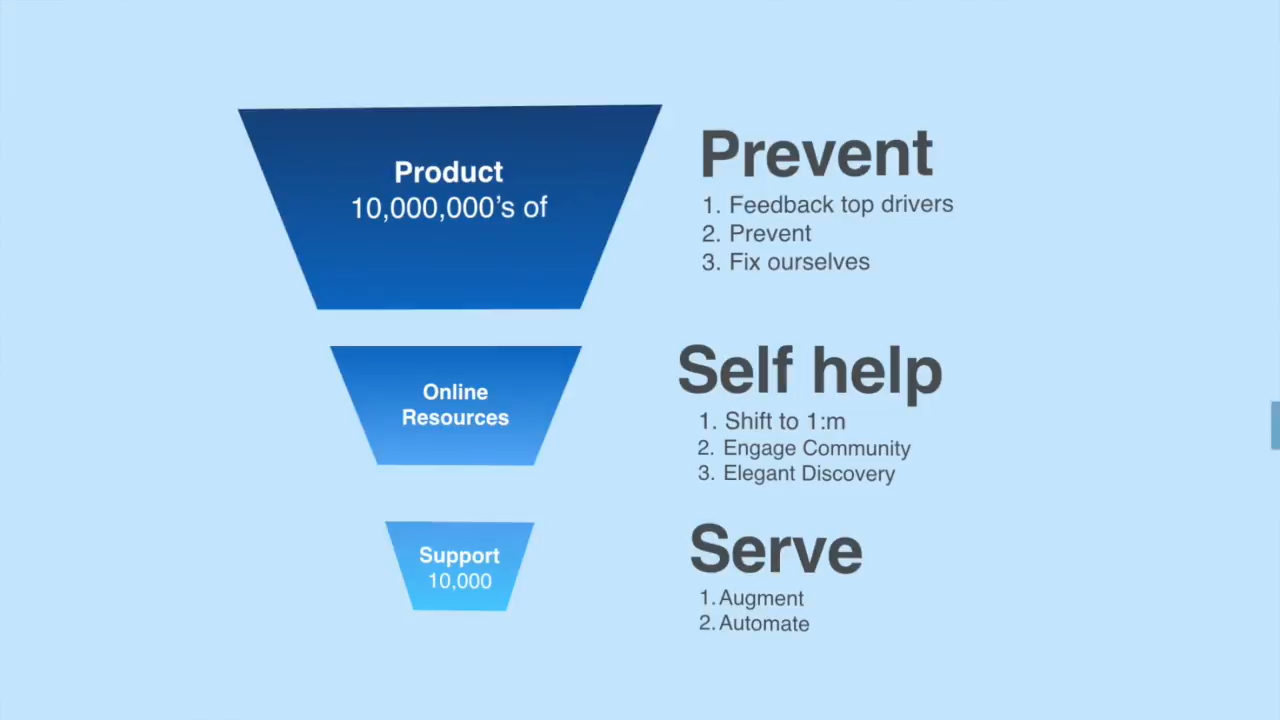 Product
10,000,000’s of
Prevent
1. Feedback top drivers
2. Prevent
3. Fix ourselves
Online
Resources
Self help
1. Shift to 1:m
2. Engage Community
3. Elegant Discovery
Support
10,000
Serve
1. Augment
2. Automate